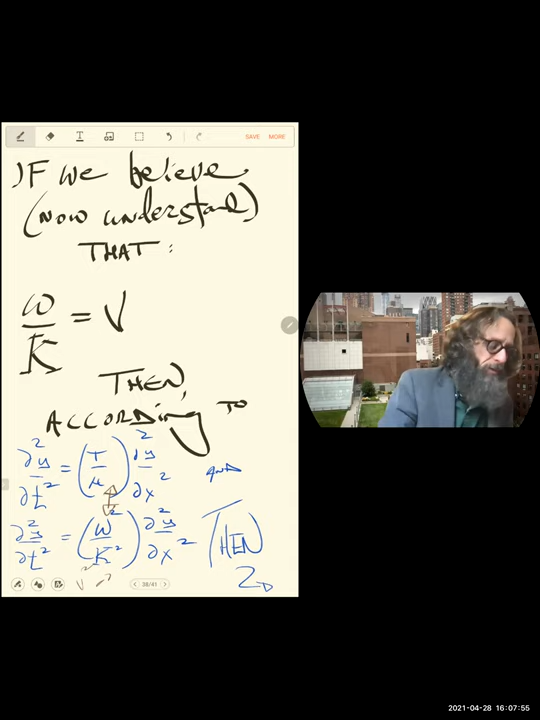 SAVE MORE
IF we believe
(now understand)
THAT:
ω/K = V
THEN,
ACCORDING TO
∂²y/∂t² = (T/μ) ∂²y/∂x² and
∂²y/∂t² = (ω²/K²) ∂²y/∂x² THEN
38/41
2021-04-28 16:07:55